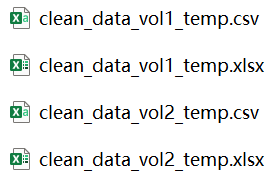 clean_data_vol1_temp.csv
clean_data_vol1_temp.xlsx
clean_data_vol2_temp.csv
clean_data_vol2_temp.xlsx